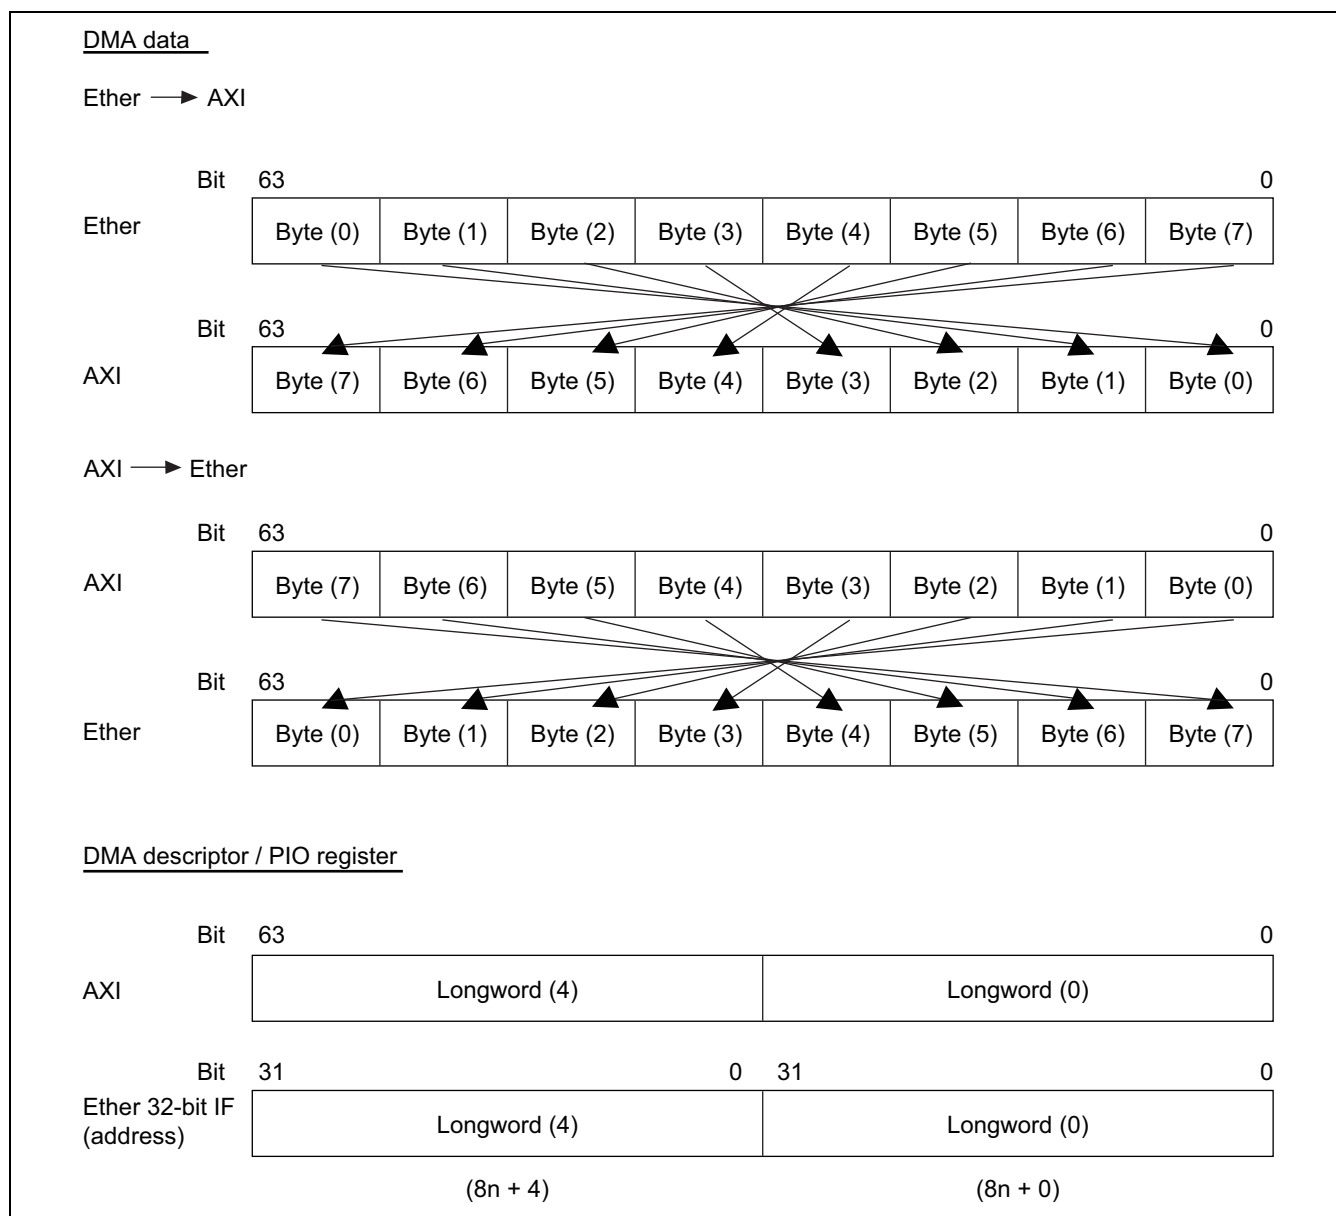 DMA data
Ether → AXI
Bit 63 0
Ether Byte (0) Byte (1) Byte (2) Byte (3) Byte (4) Byte (5) Byte (6) Byte (7)
Bit 63 0
AXI Byte (7) Byte (6) Byte (5) Byte (4) Byte (3) Byte (2) Byte (1) Byte (0)
AXI → Ether
Bit 63 0
AXI Byte (7) Byte (6) Byte (5) Byte (4) Byte (3) Byte (2) Byte (1) Byte (0)
Bit 63 0
Ether Byte (0) Byte (1) Byte (2) Byte (3) Byte (4) Byte (5) Byte (6) Byte (7)
DMA descriptor / PIO register
Bit 63 0
AXI Longword (4) Longword (0)
Bit 31 0 31 0
Ether 32-bit IF
(address) Longword (4) Longword (0)
(8n + 4) (8n + 0)